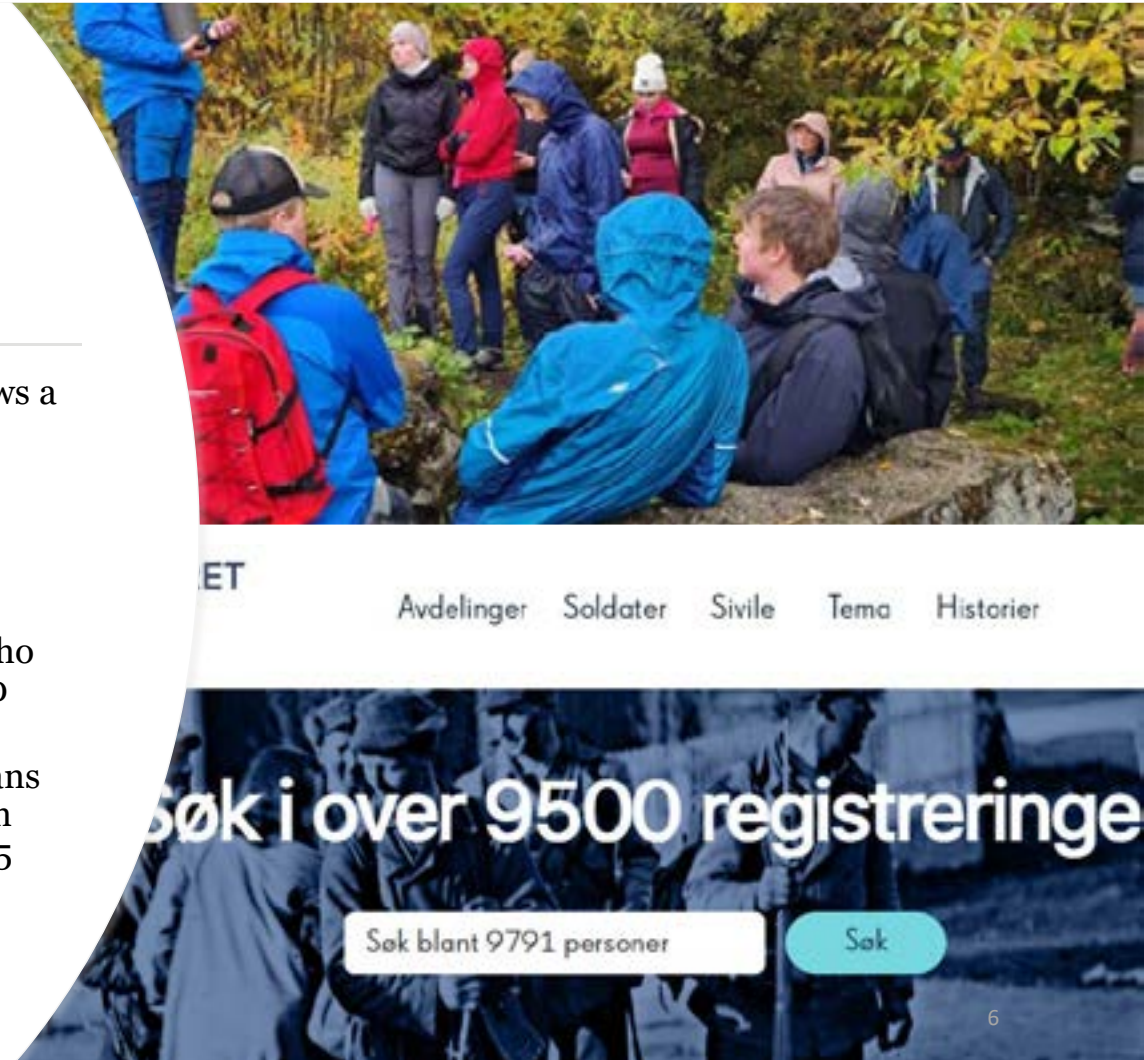 ws a
ho
ans
5
ET
Avdelinger Soldater Sivile Tema Historier
Søk i over 9500 registreringe
Søk blant 9791 personer Søk
6